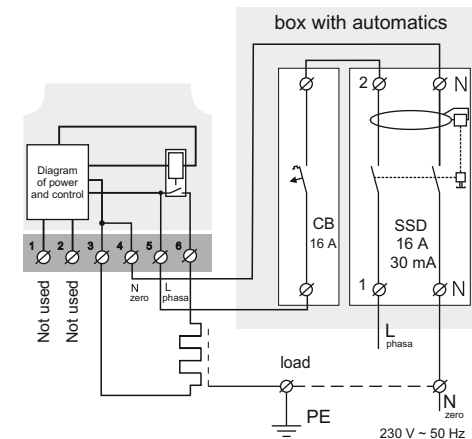 box with automatics
2
N
Diagram
of power
and control
CB
16 A
SSD
16 A
30 mA
1
2
3
4
5
6
Not used
Not used
N
zero
L
phasa
1
N
L
phasa
load
PE
N
zero
230 V ~ 50 Hz